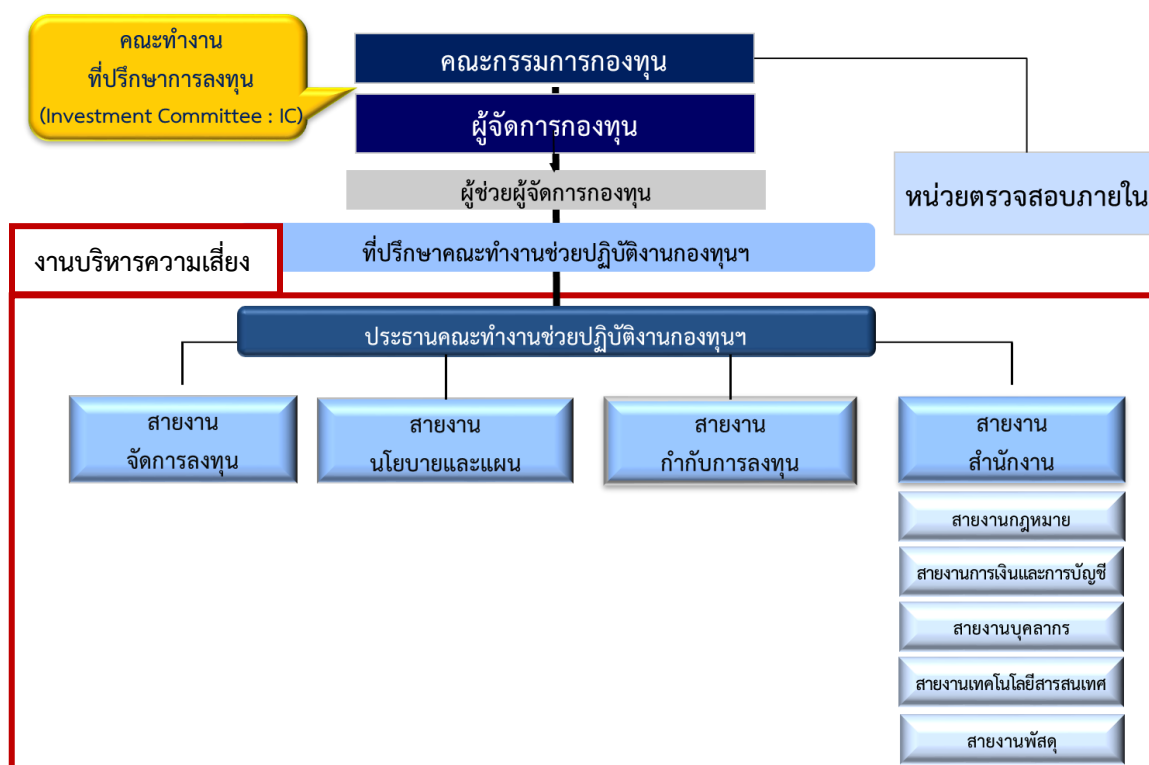 คณะทำงาน
ที่ปรึกษาการลงทุน
(Investment Committee : IC)
คณะกรรมการกองทุน
ผู้จัดการกองทุน
ผู้ช่วยผู้จัดการกองทุน
หน่วยตรวจสอบภายใน
งานบริหารความเสี่ยง
ที่ปรึกษาคณะทำงานช่วยปฏิบัติงานกองทุนฯ
ประธานคณะทำงานช่วยปฏิบัติงานกองทุนฯ
สายงาน
จัดการลงทุน
สายงาน
นโยบายและแผน
สายงาน
กำกับการลงทุน
สายงาน
สำนักงาน
สายงานกฎหมาย
สายงานการเงินและการบัญชี
สายงานบุคลากร
สายงานเทคโนโลยีสารสนเทศ
สายงานพัสดุ